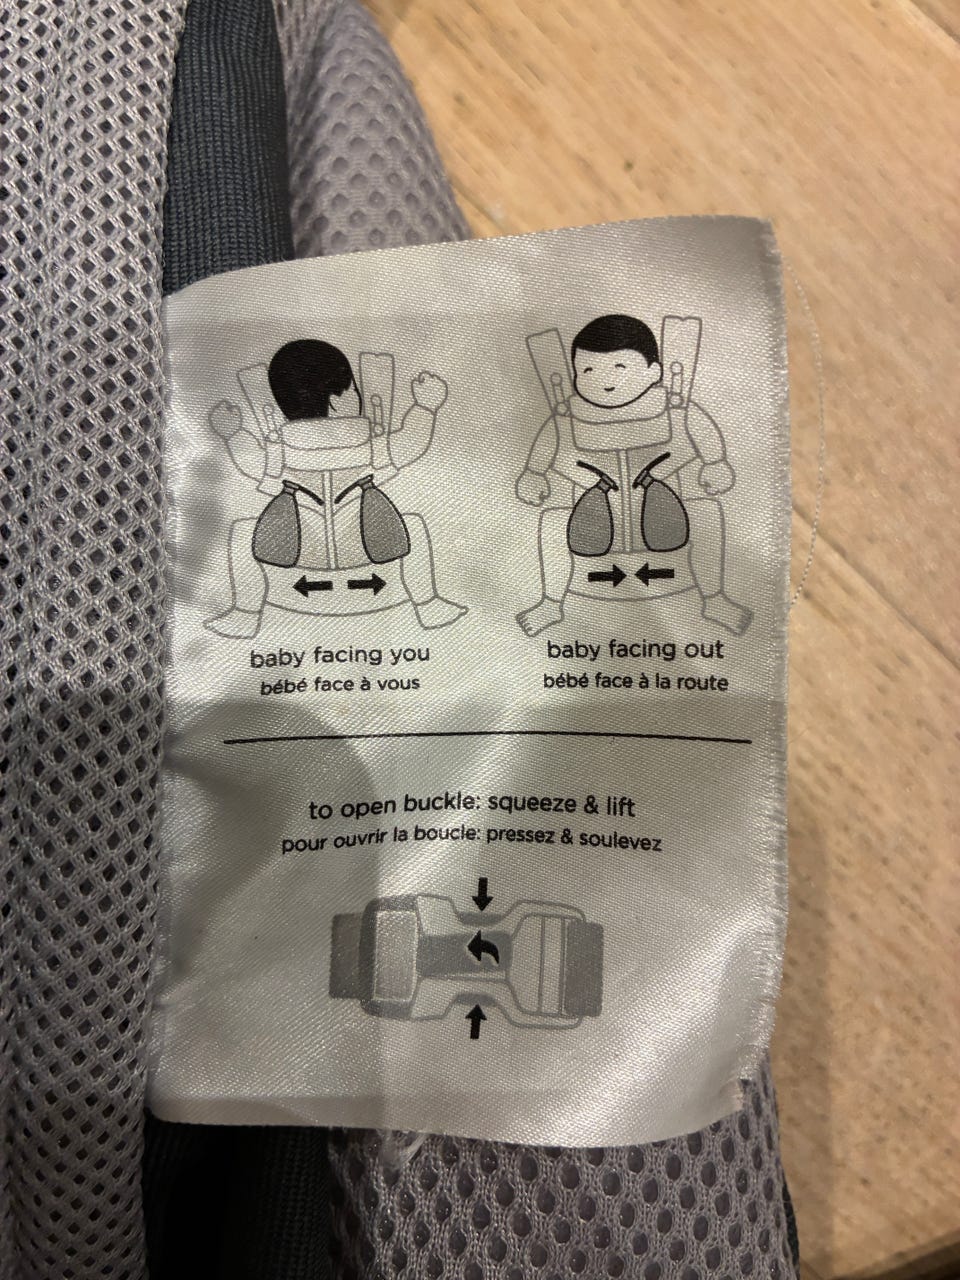 baby facing you
bébé face à vous
baby facing out
bébé face à la route
to open buckle: squeeze & lift
pour ouvrir la boucle: pressez & soulevez